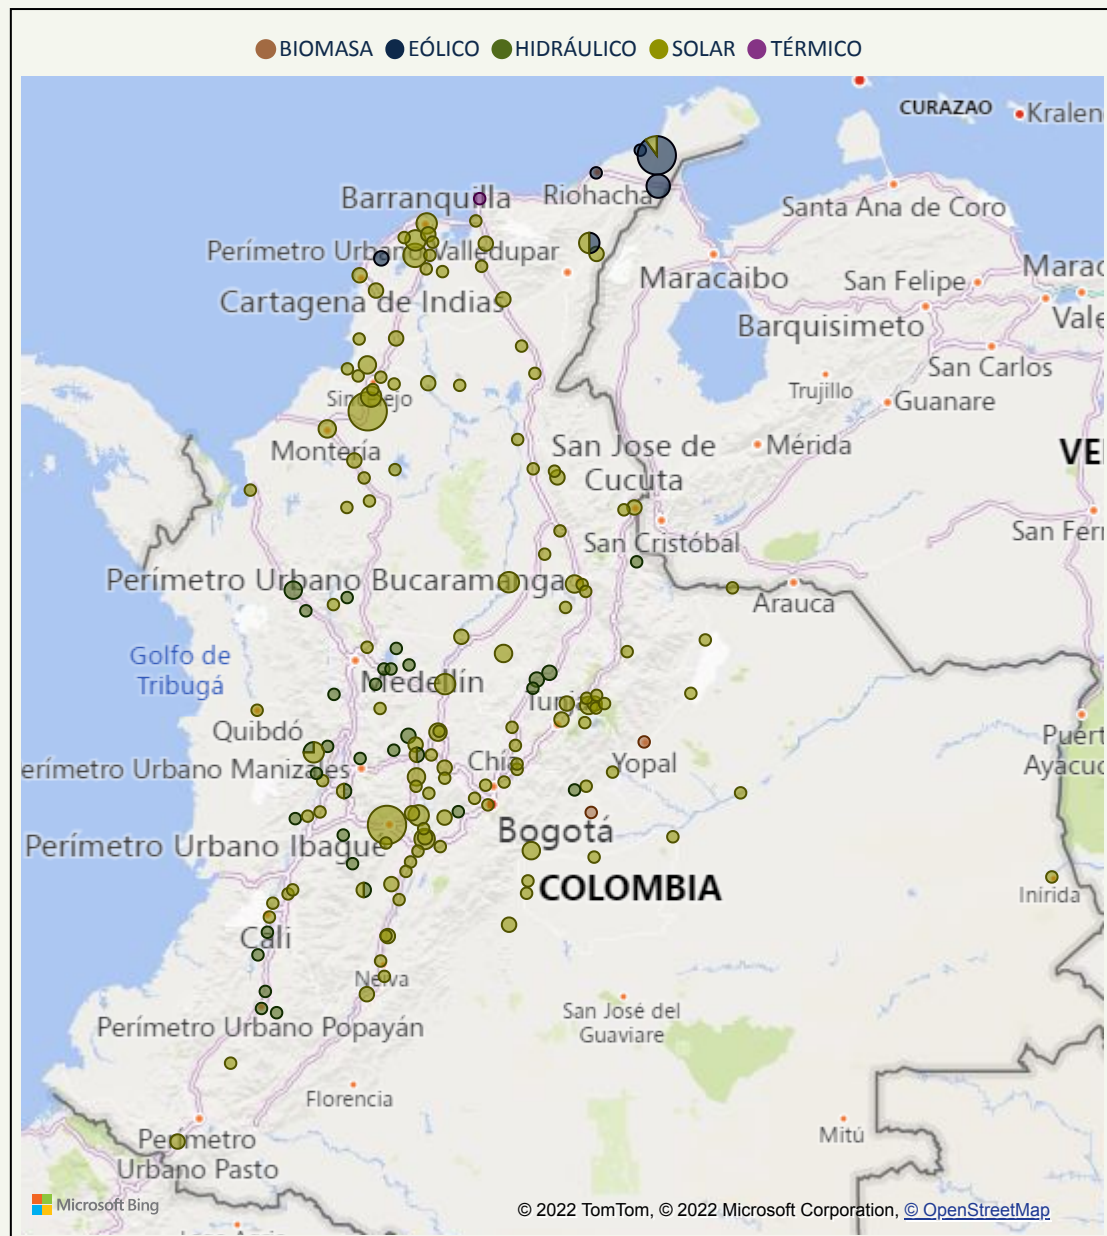 BIOMASA EÓLICO HIDRÁULICO SOLAR TÉRMICO
CURAZAO
Kralen
Barranquilla
Riohacha
Santa Ana de Coro
Perímetro Urbano Valledupar
Maracaibo
San Felipe
Marac
Cartagena de Indias
Barquisimeto
Vale
San Carlos
Trujillo
Guanare
Montería
San Jose de
Cucuta
Mérida
VE
San Cristóbal
San Fer
Perímetro Urbano Bucaramanga
Arauca
Golfo de
Tribugá
Medellín
Tunja
Quibdó
Puert
Ayacuc
erímetro Urbano Manizales
Chía
Yopal
Bogotá
Perímetro Urbano Ibague
COLOMBIA
Inírida
Cali
Neiva
San José del
Guaviare
Perímetro Urbano Popayán
Florencia
Mitú
Perímetro
Urbano Pasto
Microsoft Bing
© 2022 TomTom, © 2022 Microsoft Corporation, © OpenStreetMap